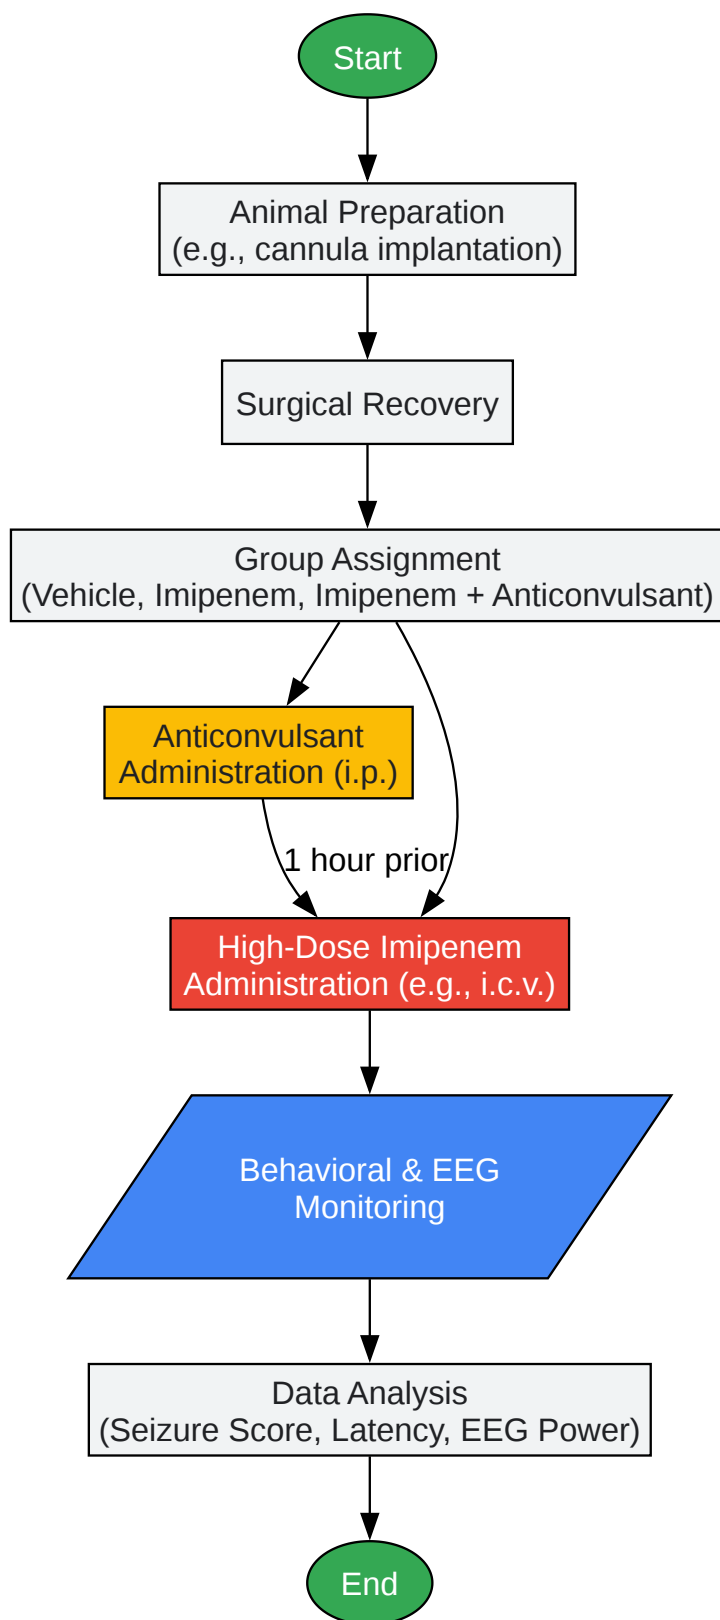 Start
Animal Preparation
(e.g., cannula implantation)
Surgical Recovery
Group Assignment
(Vehicle, Imipenem, Imipenem + Anticonvulsant)
Anticonvulsant
Administration (i.p.)
1 hour prior
High-Dose Imipenem
Administration (e.g., i.c.v.)
Behavioral & EEG
Monitoring
Data Analysis
(Seizure Score, Latency, EEG Power)
End